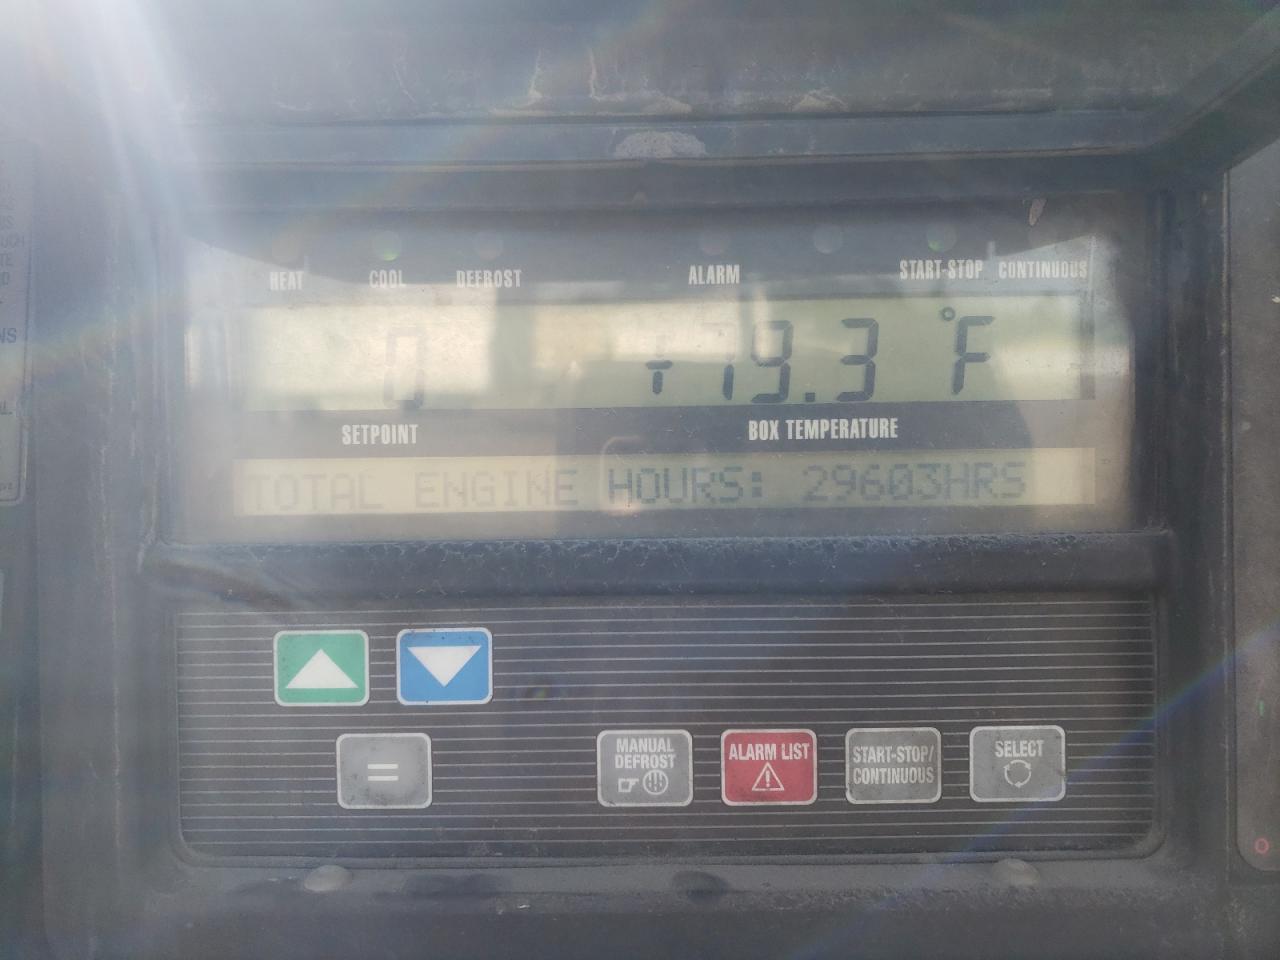 HEAT COOL DEFROST ALARM START-STOP CONTINUOUS
0 +79.3 °F
SETPOINT BOX TEMPERATURE
TOTAL ENGINE HOURS: 29603HRS
MANUAL DEFROST
ALARM LIST
START-STOP/ CONTINUOUS
SELECT
=